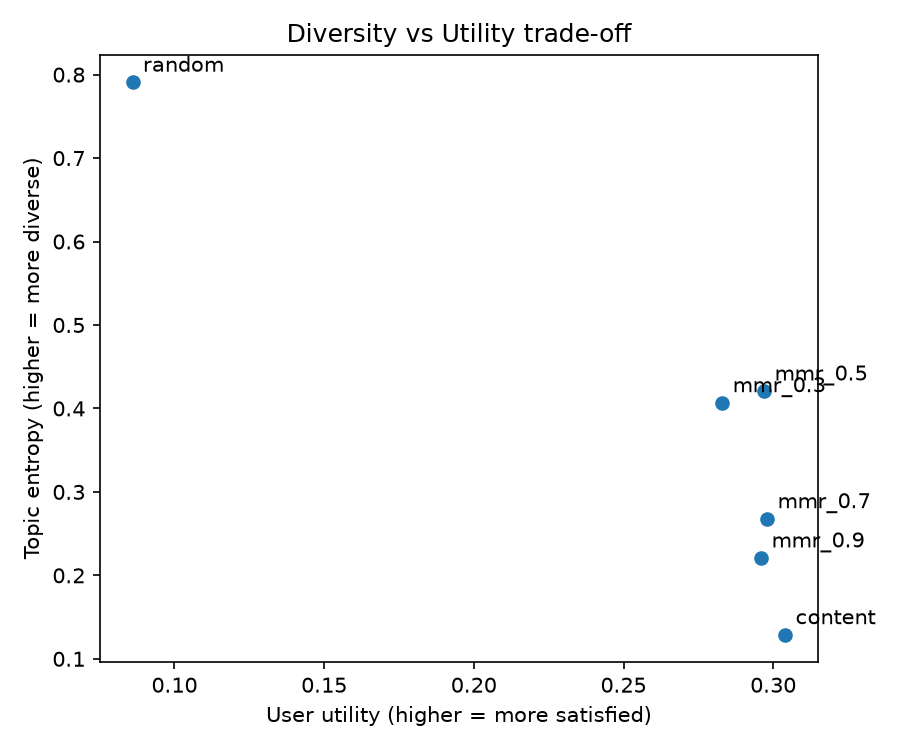 Diversity vs Utility trade-off
random
0.8
0.7
0.6
0.5
0.4
0.3
0.2
0.1
Topic entropy (higher = more diverse)
mmr_0.5
mmr_0.3
mmr_0.7
mmr_0.9
content
0.10
0.15
0.20
0.25
0.30
User utility (higher = more satisfied)